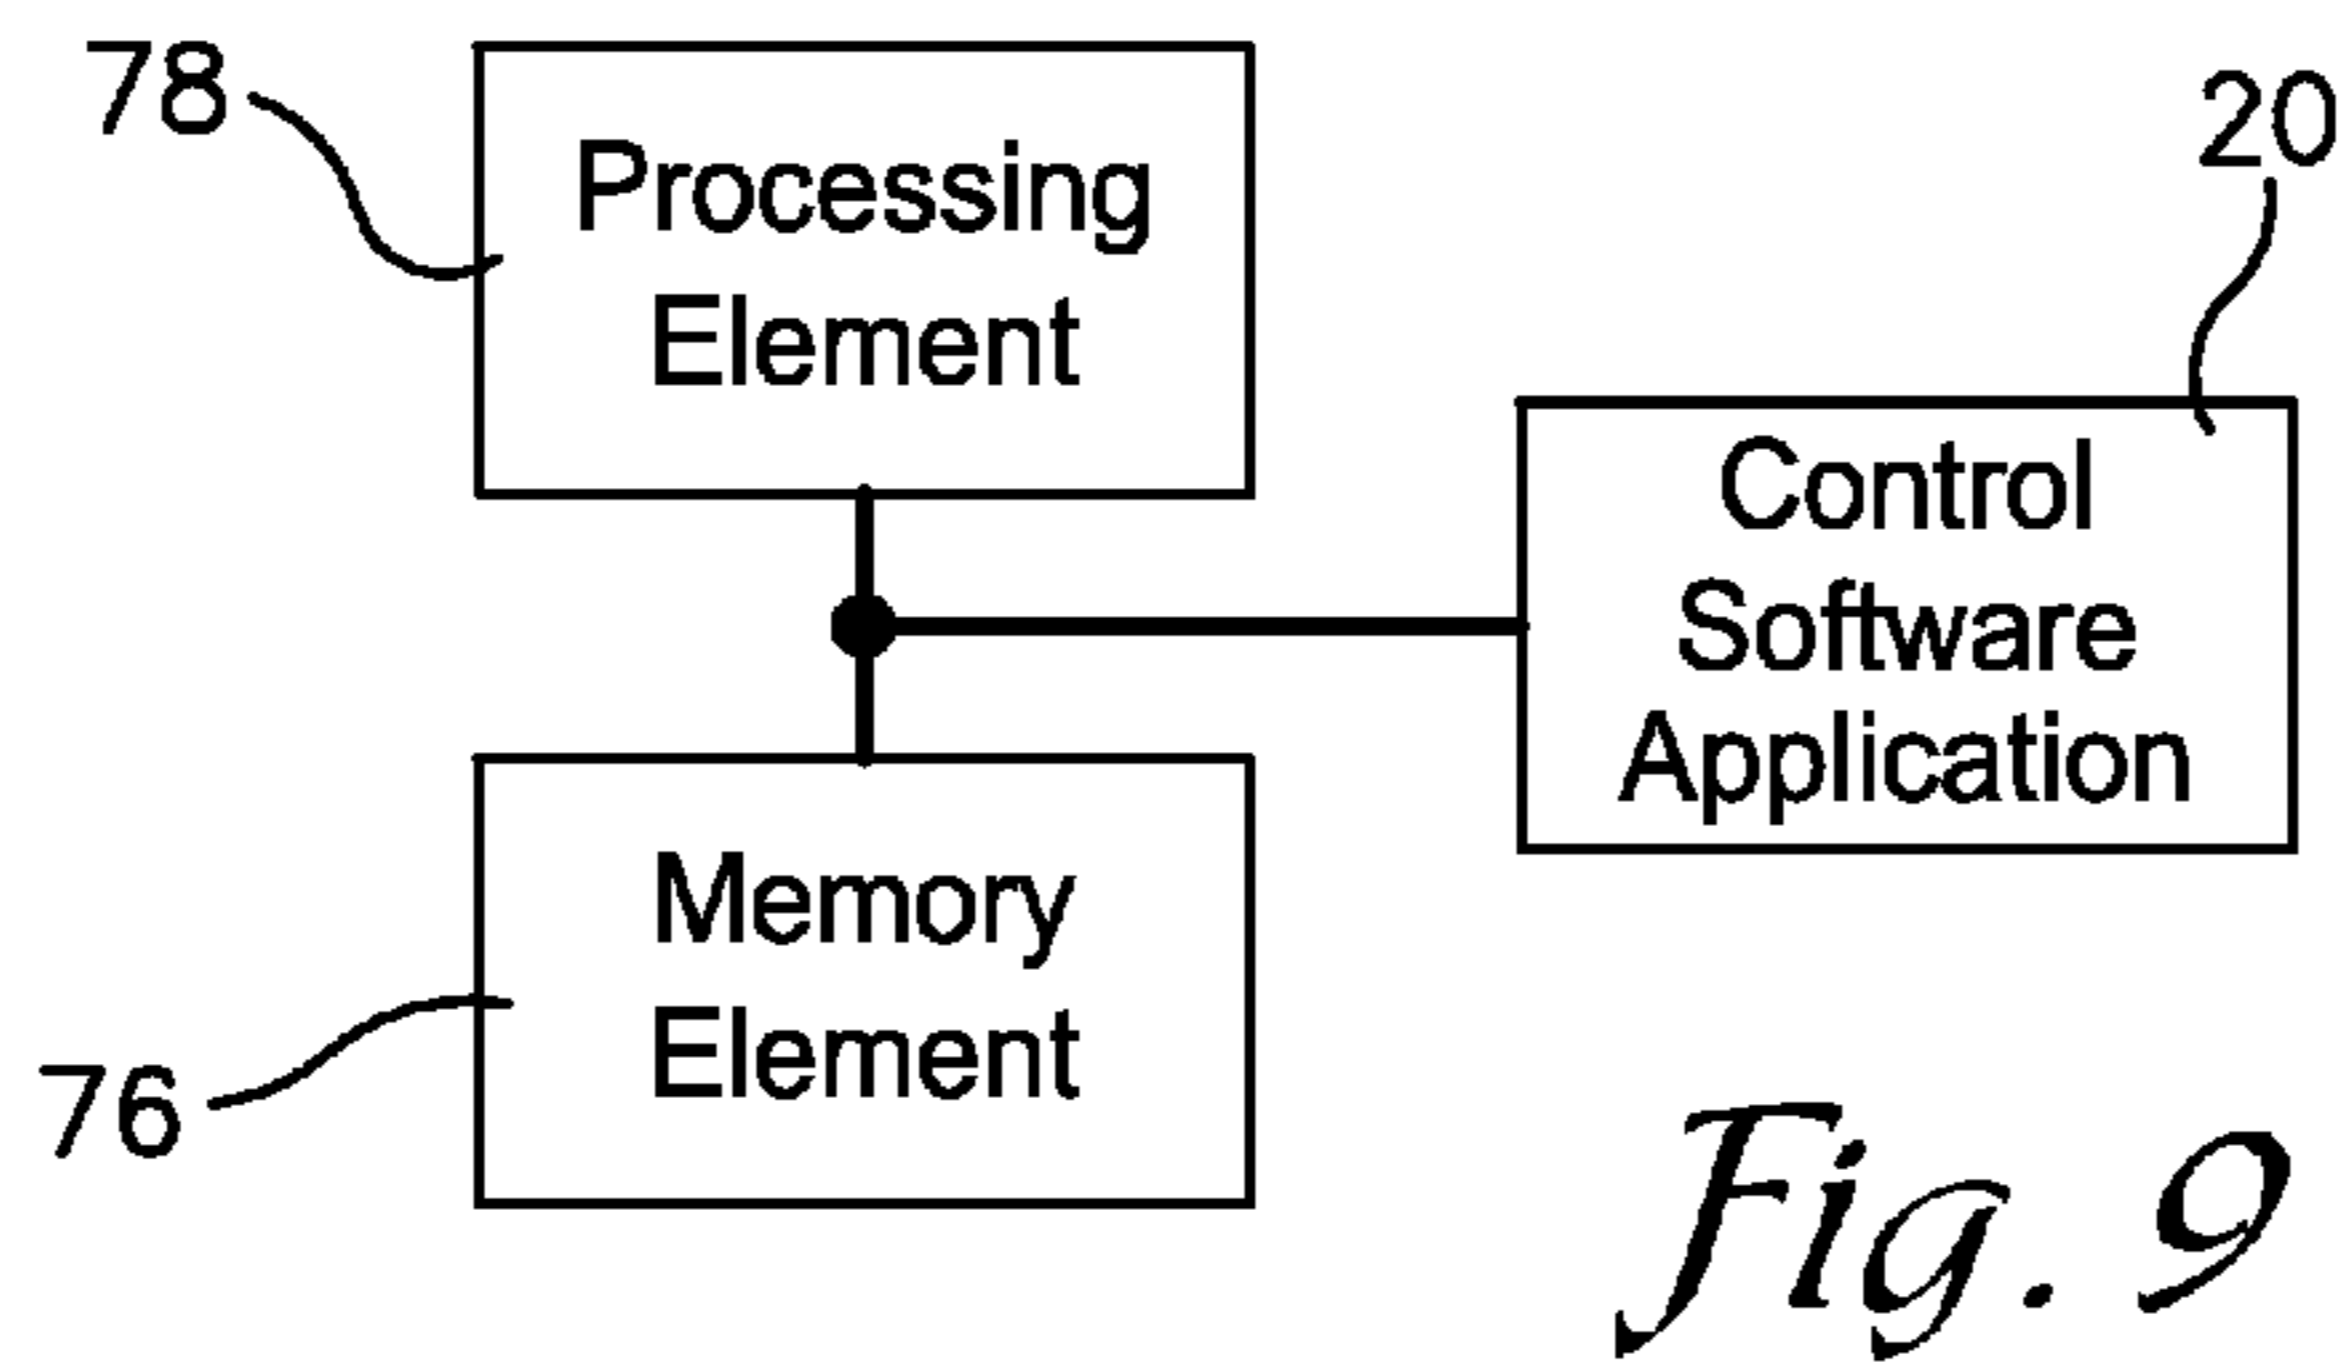 78
Processing
Element
20
Control
Software
Application
Memory
Element
76
Fig. 9